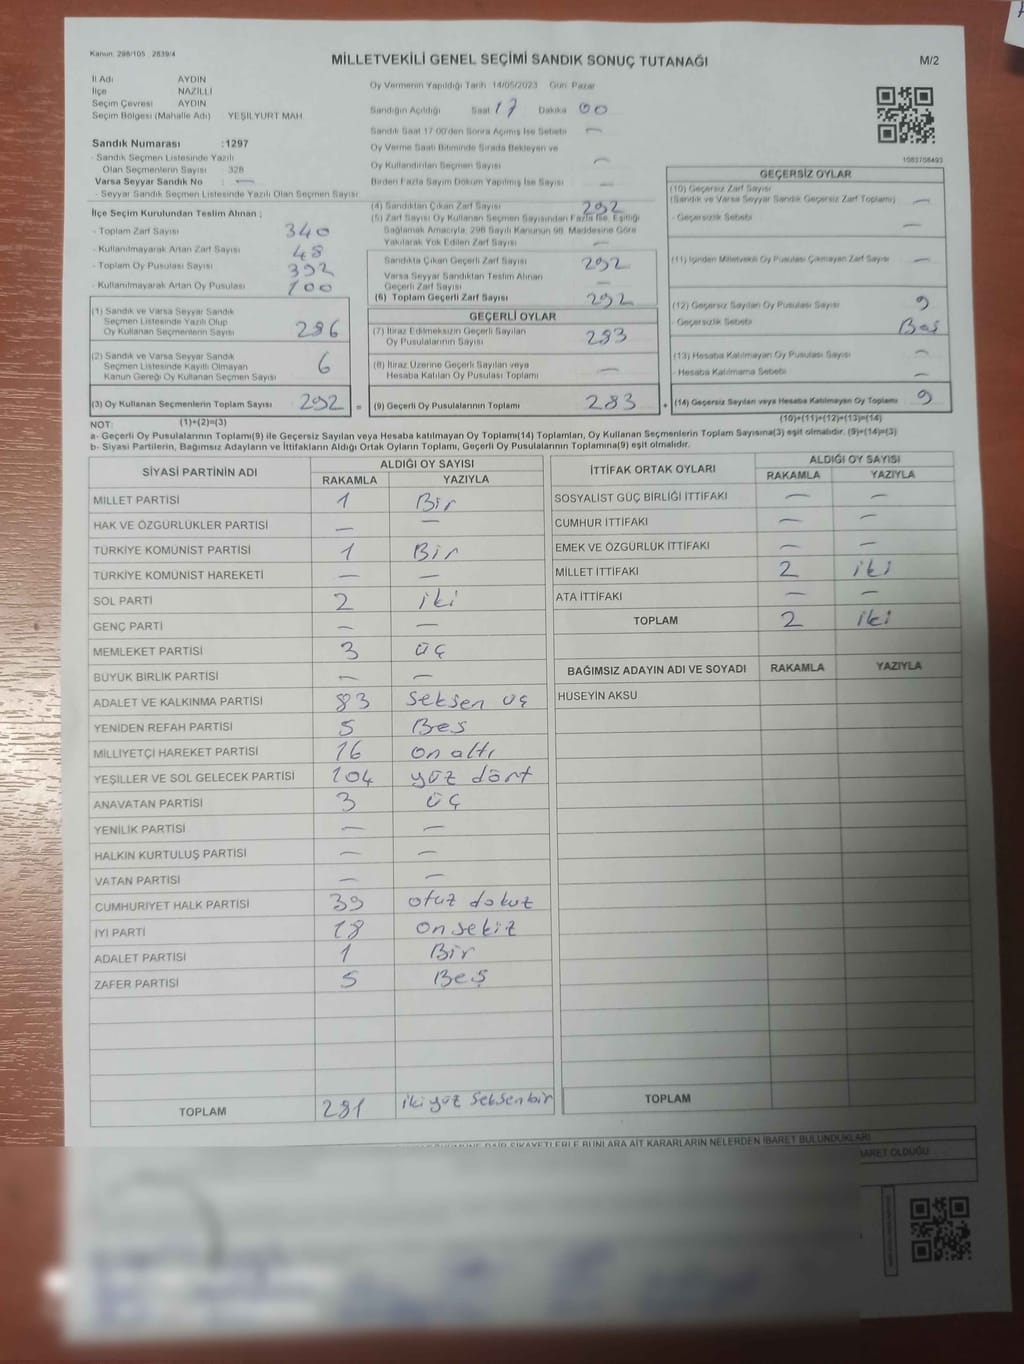 Kanun: 298/105 , 2839/4
MİLLETVEKİLİ GENEL SEÇİMİ SANDIK SONUÇ TUTANAĞI
M/2
İl Adı AYDIN
İlçe NAZİLLİ
Seçim Çevresi AYDIN
Seçim Bölgesi (Mahalle Adı) YEŞİLYURT MAH.
Sandık Numarası :1297
- Sandık Seçmen Listesinde Yazılı
Olan Seçmenlerin Sayısı 328
Varsa Seyyar Sandık No : —
- Seyyar Sandık Seçmen Listesinde Yazılı Olan Seçmen Sayısı
Oy Vermenin Yapıldığı Tarih 14/05/2023 Gün Pazar
Sandığın Açıldığı Saat 17 Dakika 00
Sandık Saat 17.00'den Sonra Açılmış İse Sebebi —
Oy Verme Saati Bitiminde Sırada Bekleyen ve
Oy Kullandırılan Seçmen Sayısı —
Birden Fazla Sayım Döküm Yapılmış İse Sayısı —
1083708493
İlçe Seçim Kurulundan Teslim Alınan ;
- Toplam Zarf Sayısı 340
- Kullanılmayarak Artan Zarf Sayısı 48
- Toplam Oy Pusulası Sayısı 392
- Kullanılmayarak Artan Oy Pusulası 100
(1) Sandık ve Varsa Seyyar Sandık
Seçmen Listesinde Yazılı Olup
Oy Kullanan Seçmenlerin Sayısı 286
(2) Sandık ve Varsa Seyyar Sandık
Seçmen Listesinde Kayıtlı Olmayan
Kanun Gereği Oy Kullanan Seçmen Sayısı 6
(3) Oy Kullanan Seçmenlerin Toplam Sayısı 292 =
(4) Sandıktan Çıkan Zarf Sayısı 292
(5) Zarf Sayısı Oy Kullanan Seçmen Sayısından Fazla İse, Eşitliği
Sağlamak Amacıyla, 298 Sayılı Kanunun 98. Maddesine Göre
Yakılarak Yok Edilen Zarf Sayısı —
Sandıkta Çıkan Geçerli Zarf Sayısı 292
Varsa Seyyar Sandıktan Teslim Alınan
Geçerli Zarf Sayısı —
(6) Toplam Geçerli Zarf Sayısı 292
GEÇERLİ OYLAR
(7) İtiraz Edilmeksizin Geçerli Sayılan
Oy Pusulalarının Sayısı 283
(8) İtiraz Üzerine Geçerli Sayılan veya
Hesaba Katılan Oy Pusulası Toplamı —
(9) Geçerli Oy Pusulalarının Toplamı 283 +
GEÇERSİZ OYLAR
(10) Geçersiz Zarf Sayısı
(Sandık ve Varsa Seyyar Sandık Geçersiz Zarf Toplamı) —
- Geçersizlik Sebebi —
(11) İçinden Milletvekili Oy Pusulası Çıkmayan Zarf Sayısı —
(12) Geçersiz Sayılan Oy Pusulası Sayısı 9
- Geçersizlik Sebebi Boş
(13) Hesaba Katılmayan Oy Pusulası Sayısı —
- Hesaba Katılmama Sebebi —
(14) Geçersiz Sayılan veya Hesaba Katılmayan Oy Toplamı 9
NOT: (1)+(2)=(3)
(10)+(11)+(12)+(13)=(14)
a- Geçerli Oy Pusulalarının Toplamı(9) ile Geçersiz Sayılan veya Hesaba katılmayan Oy Toplamı(14) Toplamları, Oy Kullanan Seçmenlerin Toplam Sayısına(3) eşit olmalıdır. (9)+(14)=(3)
b- Siyasi Partilerin, Bağımsız Adayların ve İttifakların Aldığı Ortak Oyların Toplamı, Geçerli Oy Pusulalarının Toplamına(9) eşit olmalıdır.
SİYASİ PARTİNİN ADI ALDIĞI OY SAYISI
RAKAMLA YAZIYLA
MİLLET PARTİSİ 1 Bir
HAK VE ÖZGÜRLÜKLER PARTİSİ — —
TÜRKİYE KOMÜNİST PARTİSİ 1 Bir
TÜRKİYE KOMÜNİST HAREKETİ — —
SOL PARTİ 2 iki
GENÇ PARTİ — —
MEMLEKET PARTİSİ 3 üç
BÜYÜK BİRLİK PARTİSİ — —
ADALET VE KALKINMA PARTİSİ 83 seksen üç
YENİDEN REFAH PARTİSİ 5 Beş
MİLLİYETÇİ HAREKET PARTİSİ 16 on altı
YEŞİLLER VE SOL GELECEK PARTİSİ 104 yüz dört
ANAVATAN PARTİSİ 3 üç
YENİLİK PARTİSİ — —
HALKIN KURTULUŞ PARTİSİ — —
VATAN PARTİSİ — —
CUMHURİYET HALK PARTİSİ 39 otuz dokuz
İYİ PARTİ 18 on sekiz
ADALET PARTİSİ 1 Bir
ZAFER PARTİSİ 5 Beş
TOPLAM 281 iki yüz seksen bir
İTTİFAK ORTAK OYLARI ALDIĞI OY SAYISI
RAKAMLA YAZIYLA
SOSYALİST GÜÇ BİRLİĞİ İTTİFAKI — —
CUMHUR İTTİFAKI — —
EMEK VE ÖZGÜRLÜK İTTİFAKI — —
MİLLET İTTİFAKI 2 iki
ATA İTTİFAKI — —
TOPLAM 2 iki
BAĞIMSIZ ADAYIN ADI VE SOYADI RAKAMLA YAZIYLA
HÜSEYİN AKSU
TOPLAM
DAİR ŞİKAYETLERLE BUNLARA AİT KARARLARIN NELERDEN İBARET BULUNDUKLARI
İBARET OLDUĞU